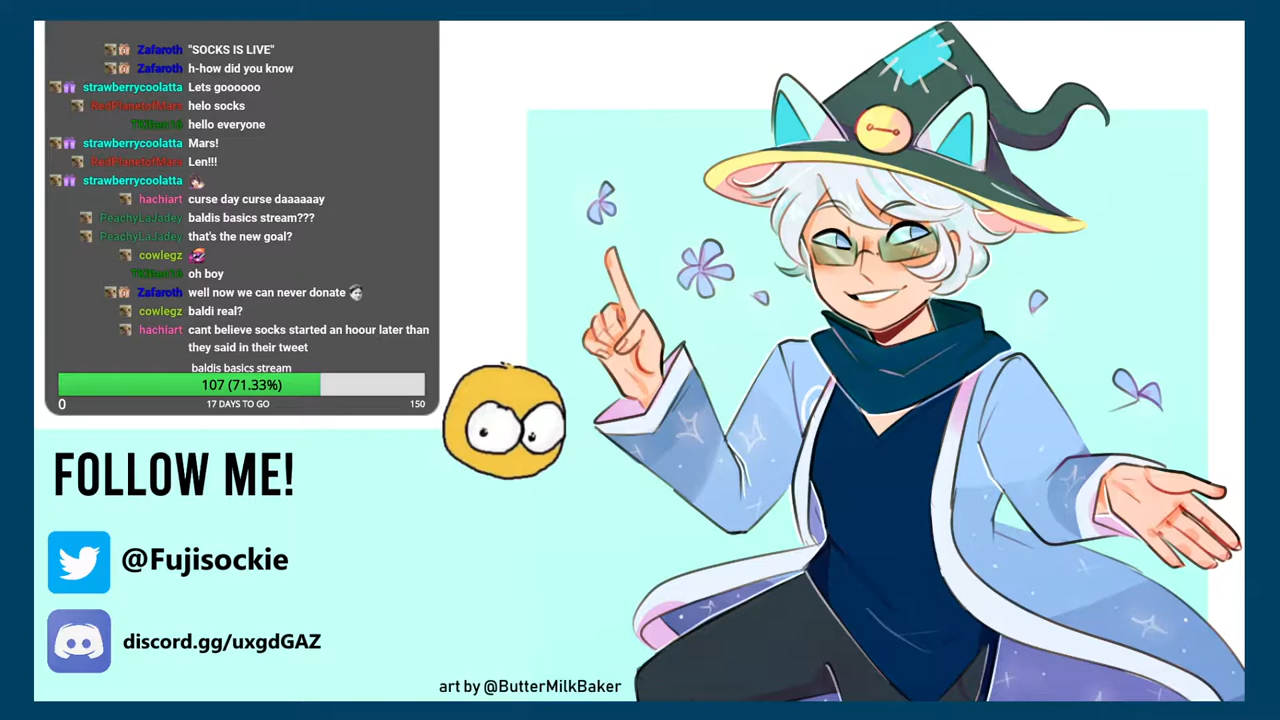 Zafaroth "SOCKS IS LIVE"
Zafaroth h-how did you know
strawberrycoolatta Lets goooooo
RedPlanetofMars helo socks
TKitten16 hello everyone
strawberrycoolatta Mars!
RedPlanetofMars Len!!!
strawberrycoolatta
hachiart curse day curse daaaaaay
PeachyLaJadey baldis basics stream???
PeachyLaJadey that's the new goal?
cowlegz
TKitten16 oh boy
Zafaroth well now we can never donate
cowlegz baldi real?
hachiart cant believe socks started an hoour later than
they said in their tweet
baldis basics stream
107 (71.33%)
0 17 DAYS TO GO 150
FOLLOW ME!
@Fujisockie
discord.gg/uxgdGAZ
art by @ButterMilkBaker